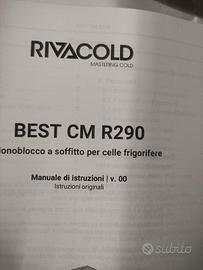 RIVACOLD
MASTERING COLD
BEST CM R290
onoblocco a soffitto per celle frigorifere
Manuale di istruzioni | v. 00
Istruzioni originali
subito